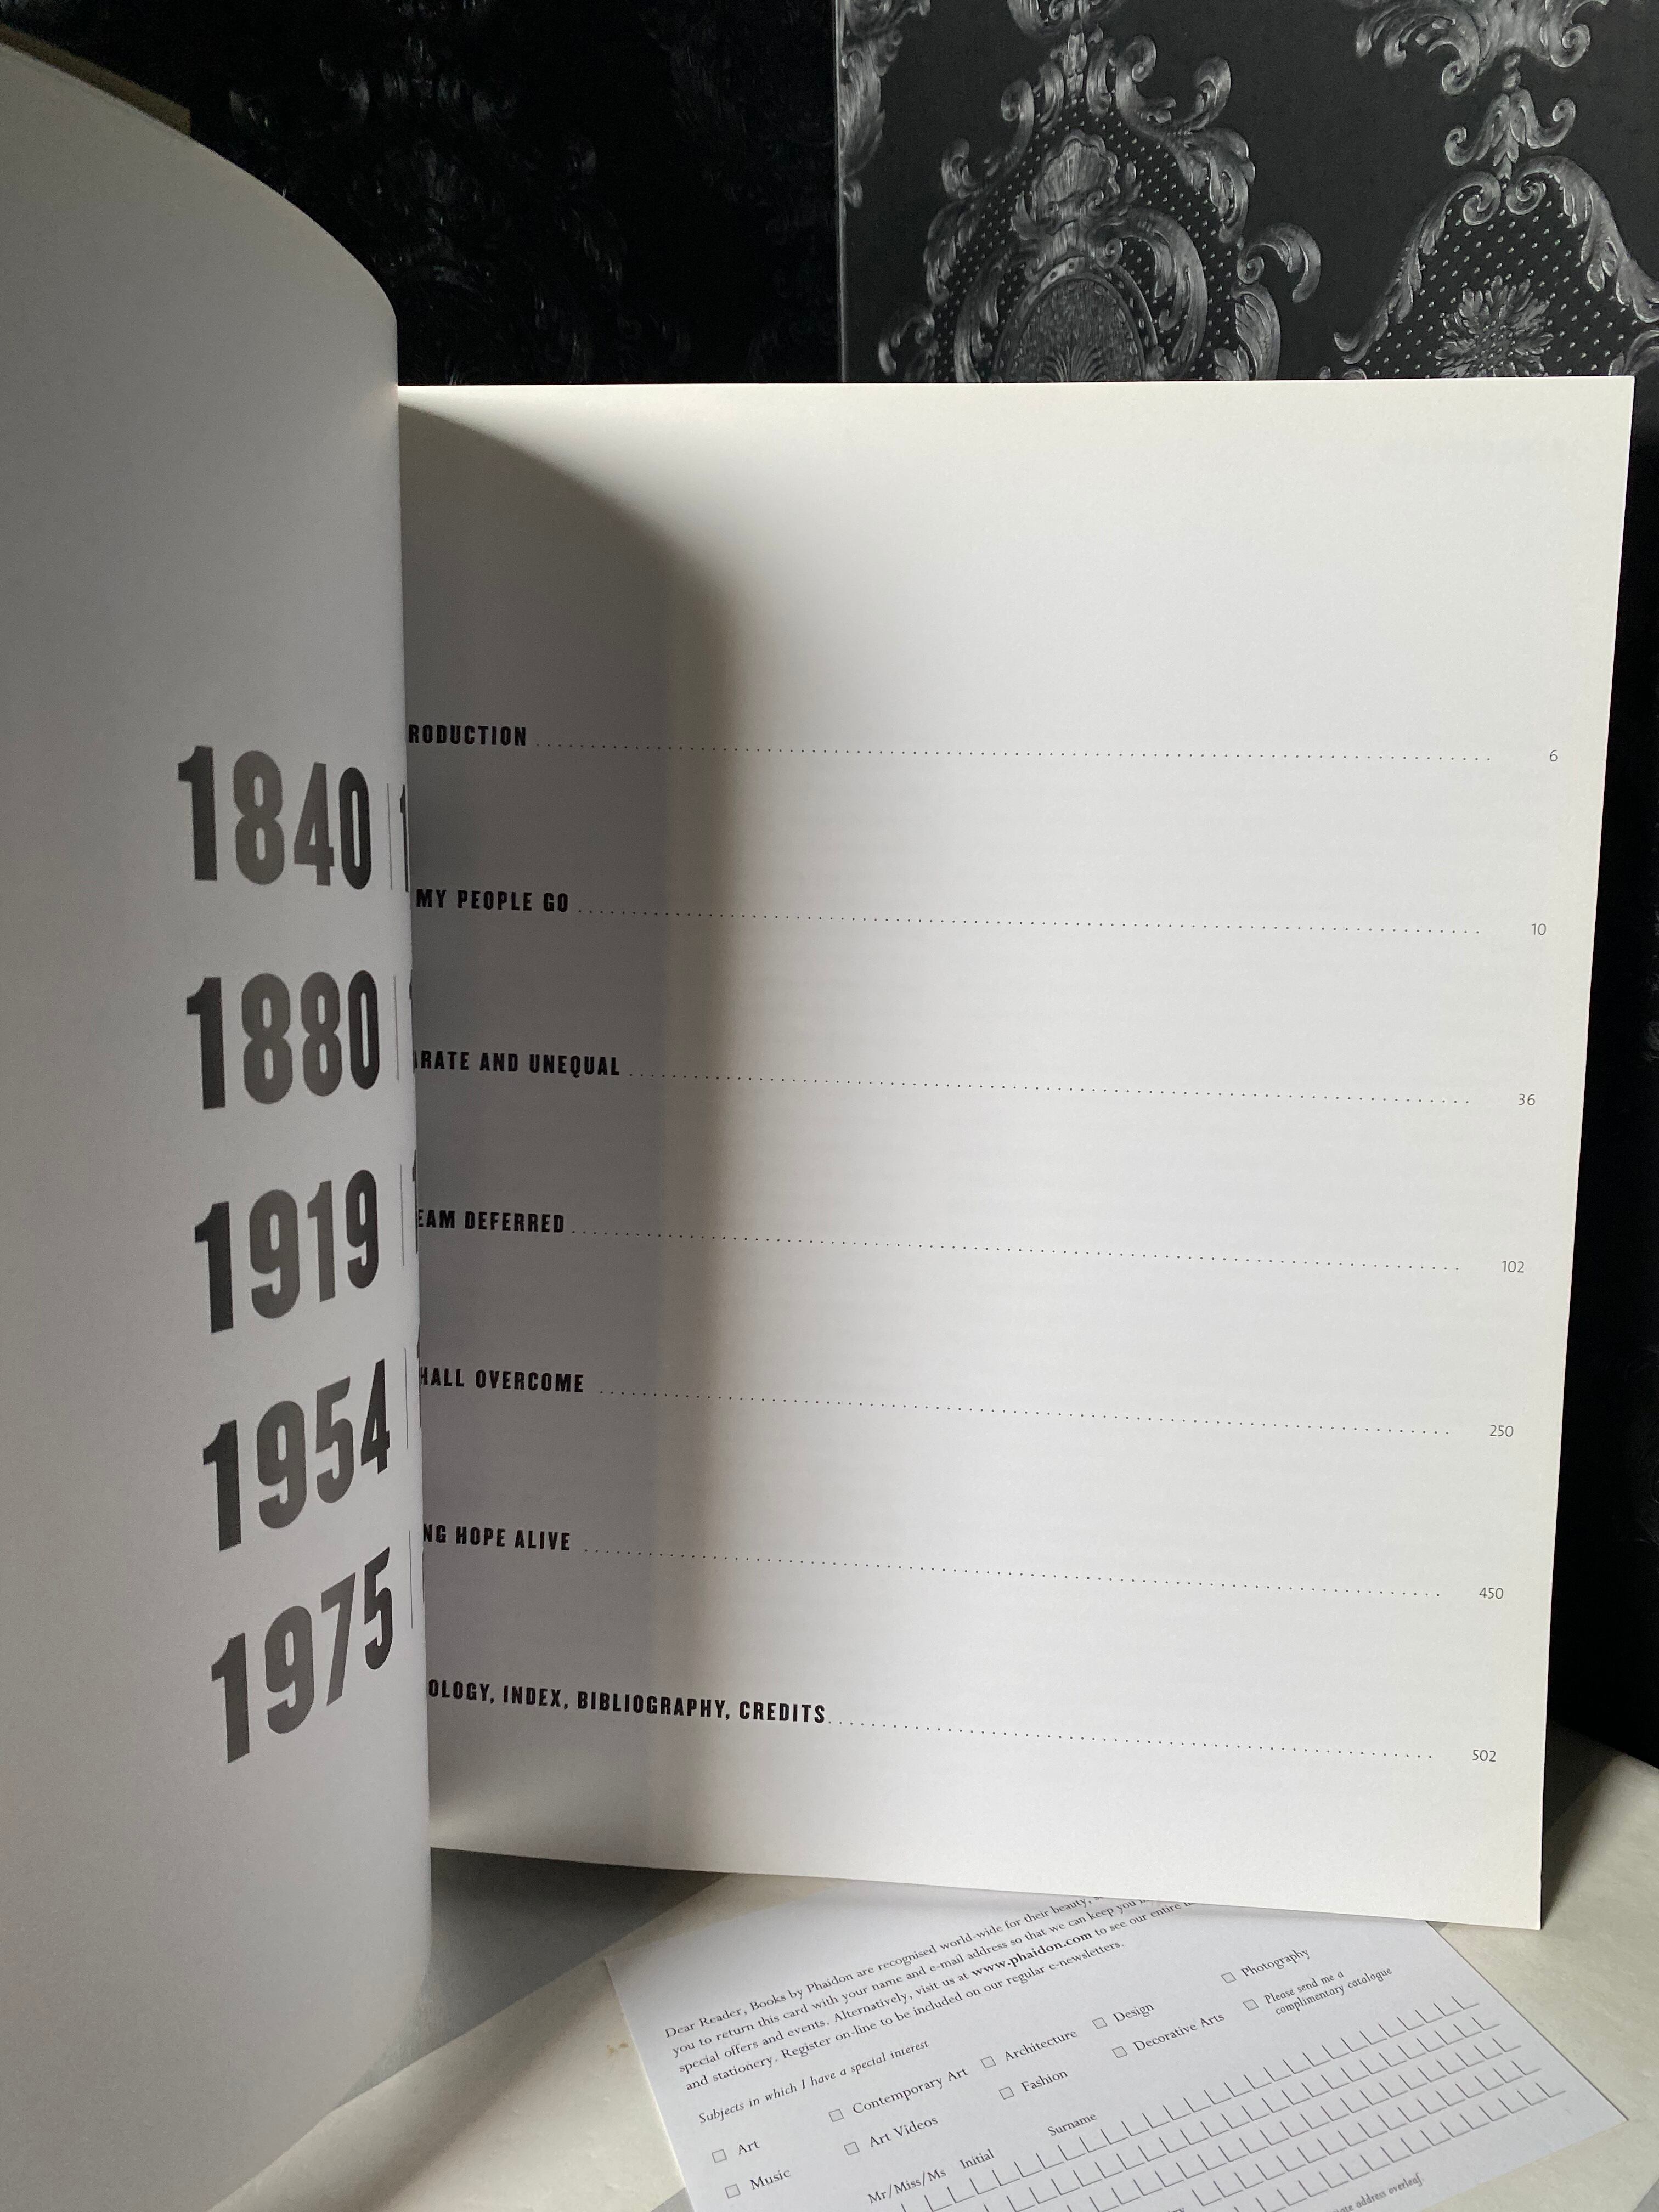 RODUCTION 6
1840
MY PEOPLE GO 10
1880
RATE AND UNEQUAL 36
1919
EAM DEFERRED 102
1954
HALL OVERCOME 250
1975
NG HOPE ALIVE 450
OLOGY, INDEX, BIBLIOGRAPHY, CREDITS 502
Dear Reader, Books by Phaidon are recognised world-wide for their beauty,
you to return this card with your name and e-mail address so that we can keep you
special offers and events. Alternatively, visit us at www.phaidon.com to see our entire
and stationery. Register on-line to be included on our regular e-newsletters.
Subjects in which I have a special interest
Art Contemporary Art Architecture Design Photography
Music Art Videos Fashion Decorative Arts Please send me a
complimentary catalogue
Mr/Miss/Ms Initial Surname
address overleaf